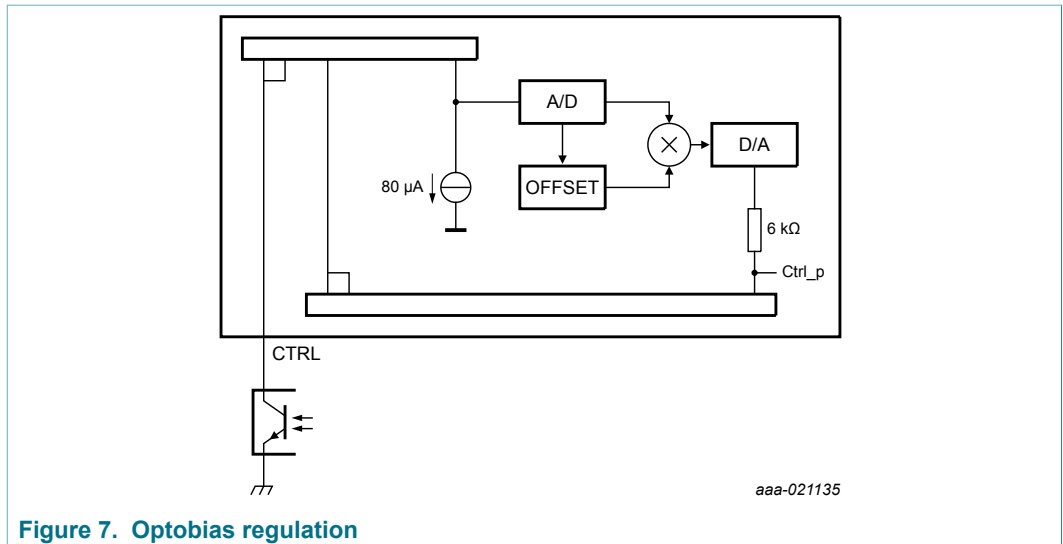 A/D
D/A
80 µA
OFFSET
6 kΩ
Ctrl_p
CTRL
aaa-021135
Figure 7. Optobias regulation